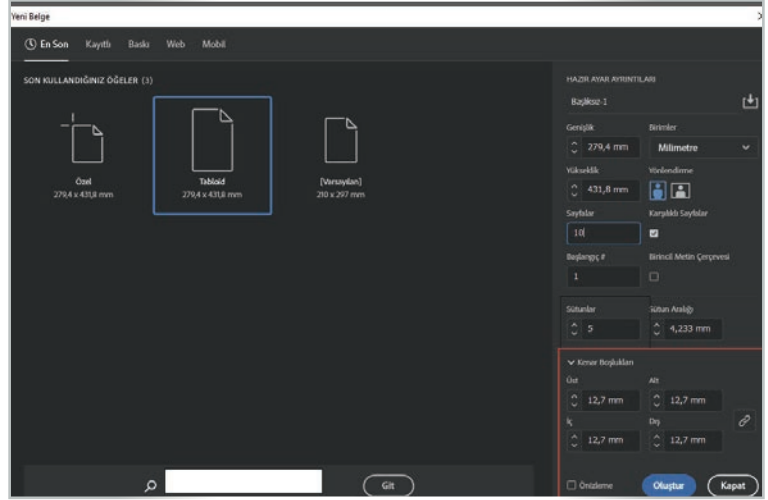 Yeni Belge
En Son Kayıtlı Baskı Web Mobil
SON KULLANDIĞINIZ ÖĞELER (3)
Özel
279,4 x 431,8 mm
Tabloid
279,4 x 431,8 mm
[Varsayılan]
210 x 297 mm
HAZIR AYAR AYRINTILARI
Başlıksız-1
Genişlik Birimler
279,4 mm Milimetre
Yükseklik Yönlendirme
431,8 mm
Sayfalar Karşılıklı Sayfalar
10
Başlangıç # Birincil Metin Çerçevesi
1
Sütunlar Sütun Aralığı
5 4,233 mm
Kenar Boşlukları
Üst Alt
12,7 mm 12,7 mm
İç Dış
12,7 mm 12,7 mm
Git
Önizleme Oluştur Kapat